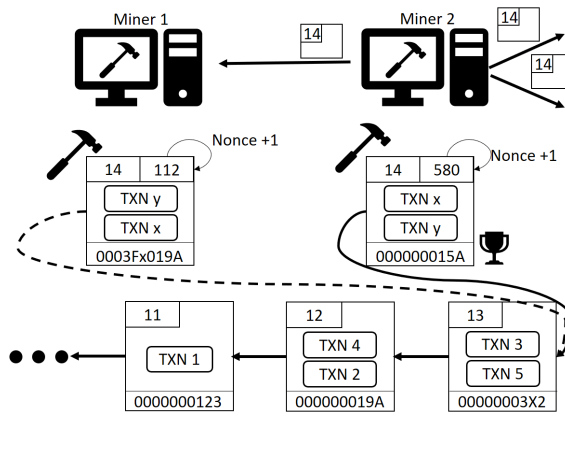 Miner 1
Miner 2
14
14
14
Nonce +1
Nonce +1
14 112
TXN y
TXN x
0003Fx019A
14 580
TXN x
TXN y
000000015A
11
TXN 1
0000000123
12
TXN 4
TXN 2
000000019A
13
TXN 3
TXN 5
00000003X2